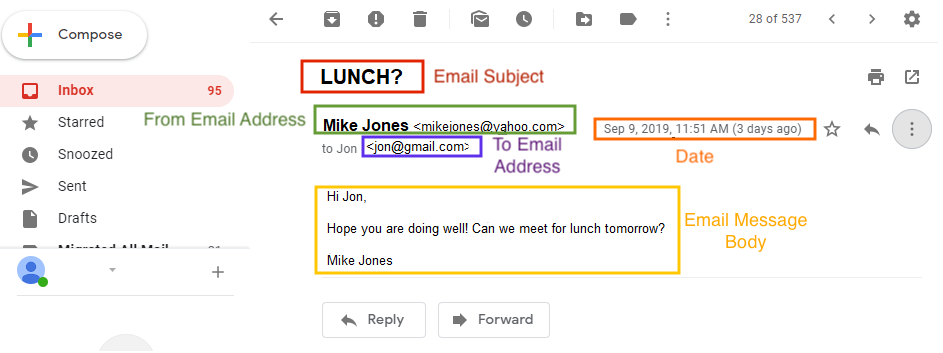 Compose
28 of 537
Inbox 95
Starred
Snoozed
Sent
Drafts
Migrated All Mail
LUNCH? Email Subject
From Email Address
Mike Jones <mikejones@yahoo.com>
Sep 9, 2019, 11:51 AM (3 days ago)
to Jon <jon@gmail.com>
To Email
Address
Date
Hi Jon,
Hope you are doing well! Can we meet for lunch tomorrow?
Mike Jones
Email Message
Body
Reply
Forward